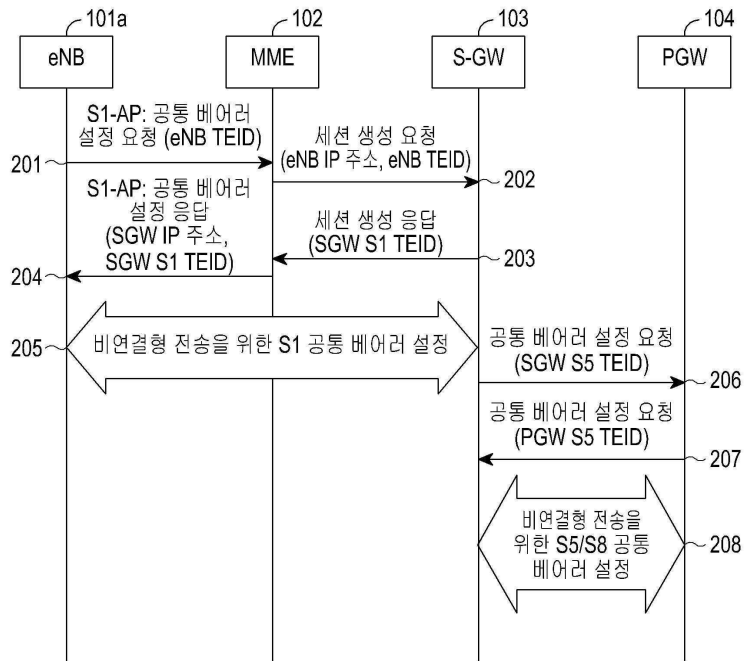 101a
102
103
104
eNB
MME
S-GW
PGW
S1-AP: 공통 베어러
설정 요청 (eNB TEID)
201
세션 생성 요청
(eNB IP 주소, eNB TEID)
202
S1-AP: 공통 베어러
설정 응답
(SGW IP 주소,
SGW S1 TEID)
204
세션 생성 응답
(SGW S1 TEID)
203
205
비연결형 전송을 위한 S1 공통 베어러 설정
공통 베어러 설정 요청
(SGW S5 TEID)
206
공통 베어러 설정 요청
(PGW S5 TEID)
207
비연결형 전송을
위한 S5/S8 공통
베어러 설정
208